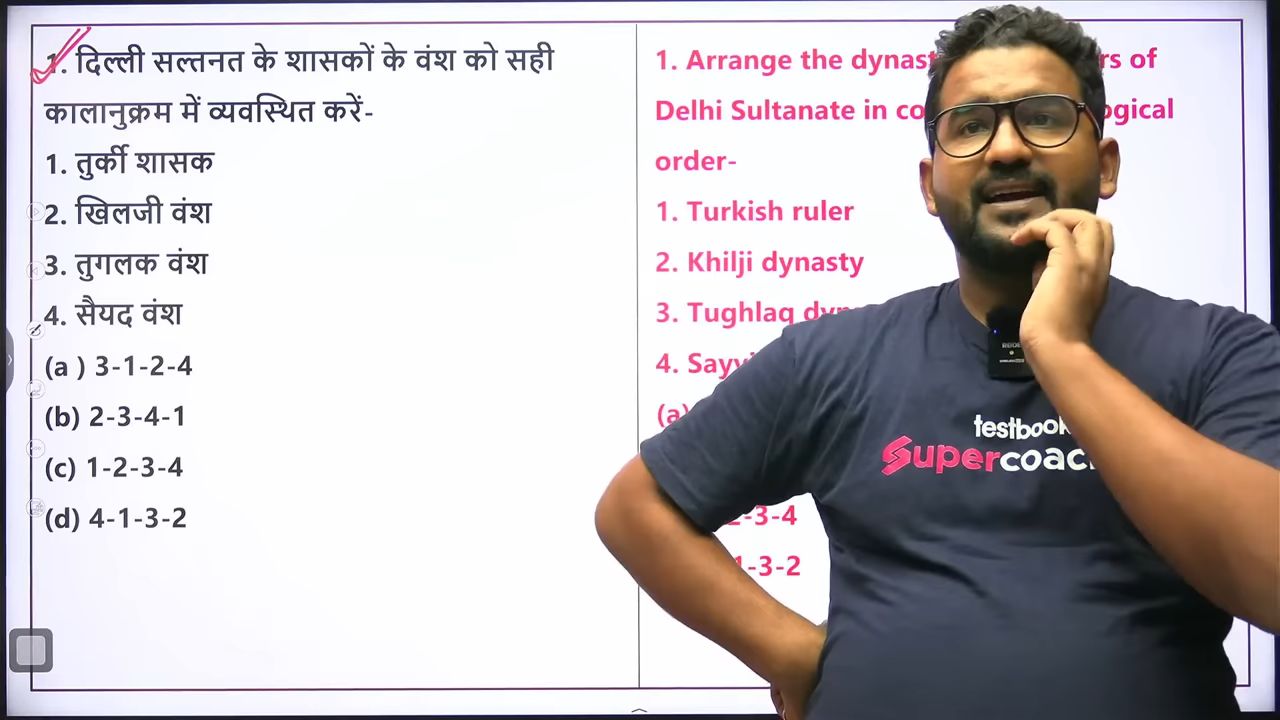 1. दिल्ली सल्तनत के शासकों के वंश को सही
कालानुक्रम में व्यवस्थित करें-
1. तुर्की शासक
2. खिलजी वंश
3. तुगलक वंश
4. सैयद वंश
(a ) 3-1-2-4
(b) 2-3-4-1
(c) 1-2-3-4
(d) 4-1-3-2
1. Arrange the
of
Delhi Sultanate in
order-
1. Turkish ruler
2. Khilji dynasty
3. Tughlaq
4.
(a)
2-3-4
1-3-2
testbook
Supercoach